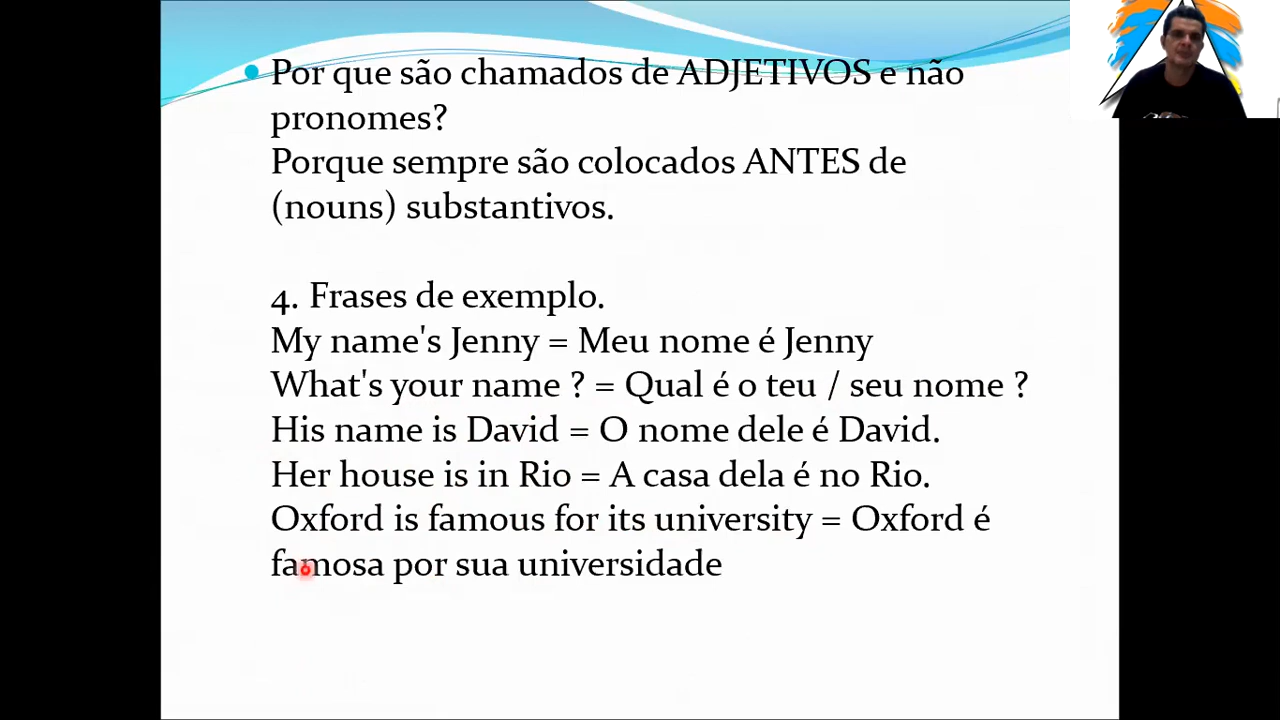 Por que são chamados de ADJETIVOS e não
pronomes?
Porque sempre são colocados ANTES de
(nouns) substantivos.
4. Frases de exemplo.
My name's Jenny = Meu nome é Jenny
What's your name ? = Qual é o teu / seu nome ?
His name is David = O nome dele é David.
Her house is in Rio = A casa dela é no Rio.
Oxford is famous for its university = Oxford é
famosa por sua universidade